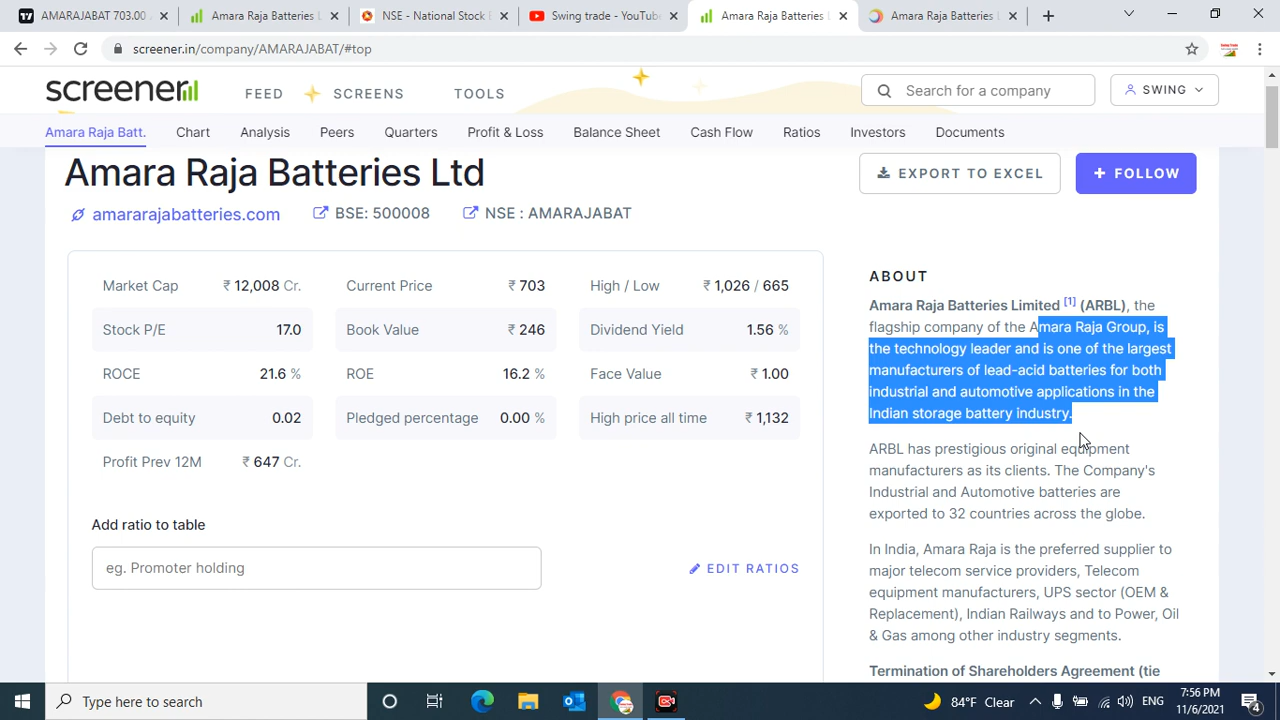 AMARAJABAT 703.00
Amara Raja Batteries L
NSE - National Stock E
Swing trade - YouTube
Amara Raja Batteries L
Amara Raja Batteries L
screener.in/company/AMARAJABAT/#top
screener
FEED
SCREENS
TOOLS
Search for a company
SWING
Amara Raja Batt.
Chart
Analysis
Peers
Quarters
Profit & Loss
Balance Sheet
Cash Flow
Ratios
Investors
Documents
Amara Raja Batteries Ltd
EXPORT TO EXCEL
+ FOLLOW
amararajabatteries.com
BSE: 500008
NSE : AMARAJABAT
Market Cap ₹ 12,008 Cr.
Current Price ₹ 703
High / Low ₹ 1,026 / 665
Stock P/E 17.0
Book Value ₹ 246
Dividend Yield 1.56 %
ROCE 21.6 %
ROE 16.2 %
Face Value ₹ 1.00
Debt to equity 0.02
Pledged percentage 0.00 %
High price all time ₹ 1,132
Profit Prev 12M ₹ 647 Cr.
Add ratio to table
eg. Promoter holding
EDIT RATIOS
ABOUT
Amara Raja Batteries Limited [1] (ARBL), the
flagship company of the Amara Raja Group, is
the technology leader and is one of the largest
manufacturers of lead-acid batteries for both
industrial and automotive applications in the
Indian storage battery industry.
ARBL has prestigious original equipment
manufacturers as its clients. The Company's
Industrial and Automotive batteries are
exported to 32 countries across the globe.
In India, Amara Raja is the preferred supplier to
major telecom service providers, Telecom
equipment manufacturers, UPS sector (OEM &
Replacement), Indian Railways and to Power, Oil
& Gas among other industry segments.
Termination of Shareholders Agreement (tie
Type here to search
84°F Clear
ENG
7:56 PM
11/6/2021
4